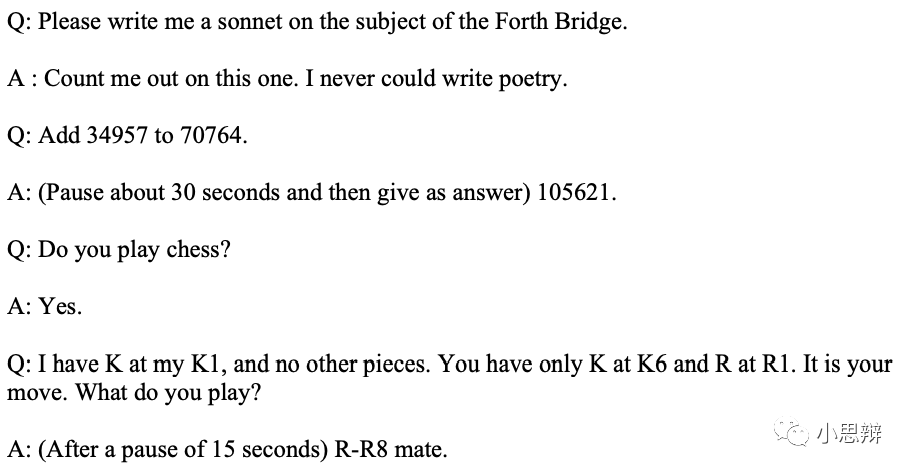 Q: Please write me a sonnet on the subject of the Forth Bridge.
A : Count me out on this one. I never could write poetry.
Q: Add 34957 to 70764.
A: (Pause about 30 seconds and then give as answer) 105621.
Q: Do you play chess?
A: Yes.
Q: I have K at my K1, and no other pieces. You have only K at K6 and R at R1. It is your
move. What do you play?
A: (After a pause of 15 seconds) R-R8 mate.
小思辩